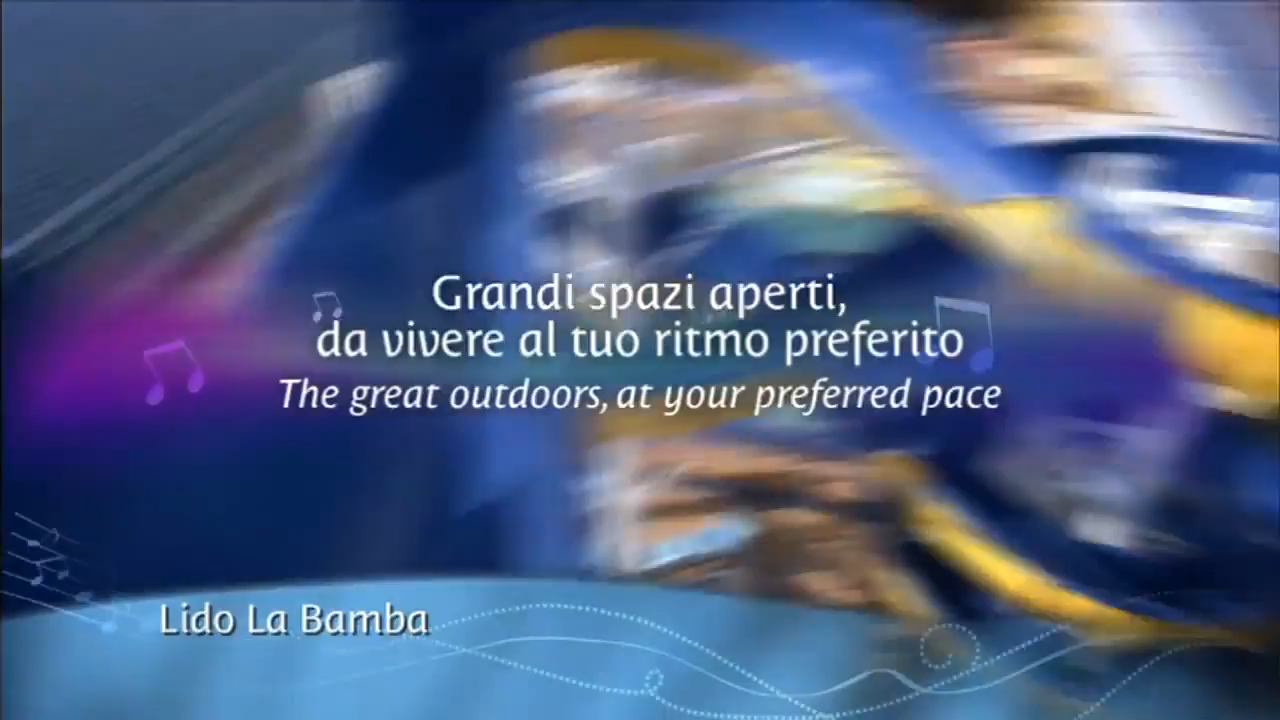 Grandi spazi aperti,
da vivere al tuo ritmo preferito
The great outdoors, at your preferred pace
Lido La Bamba